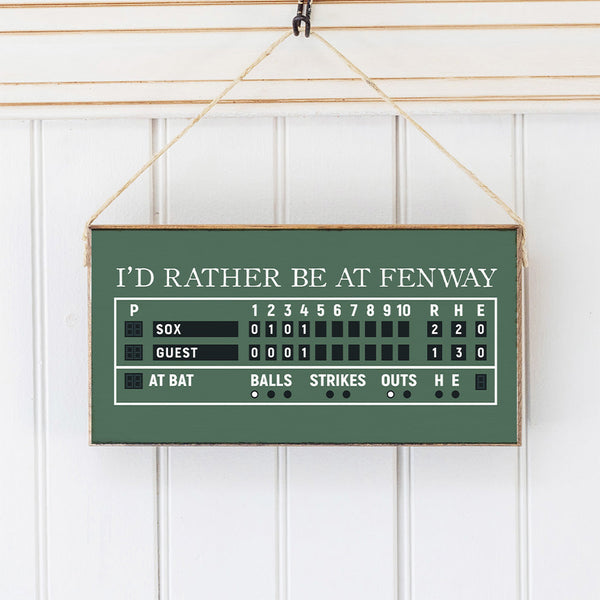 I'D RATHER BE AT FENWAY
P 1 2 3 4 5 6 7 8 9 10 R H E
SOX 0 1 0 1 2 2 0
GUEST 0 0 0 1 1 3 0
AT BAT BALLS STRIKES OUTS H E